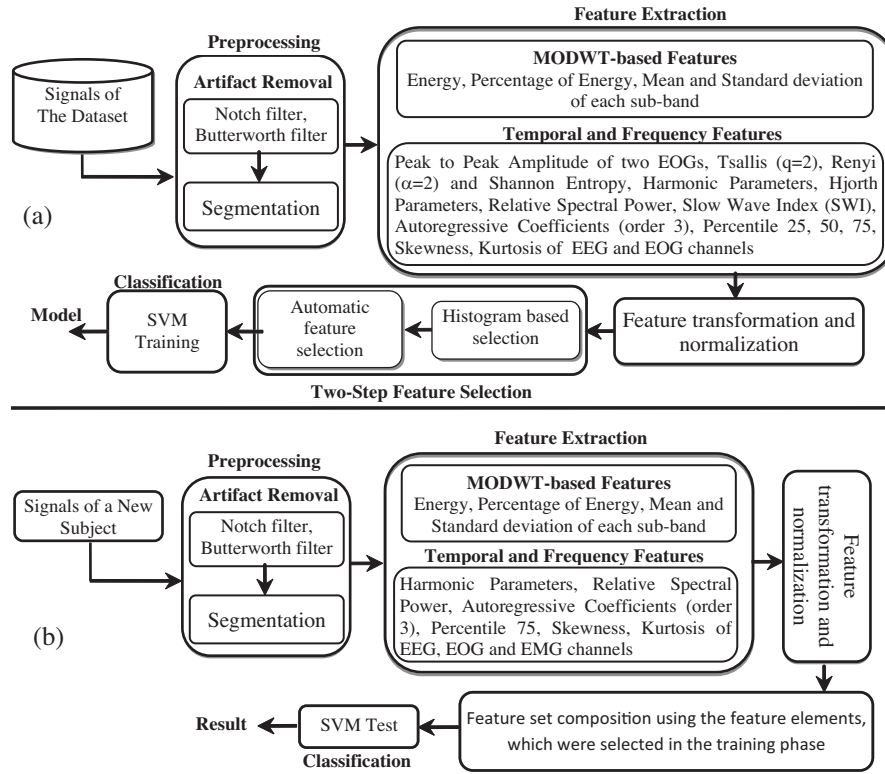 Feature Extraction
Preprocessing
MODWT-based Features
Energy, Percentage of Energy, Mean and Standard deviation
of each sub-band
Artifact Removal
Signals of
The Dataset
Notch filter,
Butterworth filter
Temporal and Frequency Features
Peak to Peak Amplitude of two EOGs, Tsallis (q=2), Renyi
(α=2) and Shannon Entropy, Harmonic Parameters, Hjorth
Parameters, Relative Spectral Power, Slow Wave Index (SWI),
Autoregressive Coefficients (order 3), Percentile 25, 50, 75,
Skewness, Kurtosis of EEG and EOG channels
Segmentation
(a)
Classification
Model
SVM
Training
Automatic
feature
selection
Histogram based
selection
Feature transformation and
normalization
Two-Step Feature Selection
Feature Extraction
Preprocessing
MODWT-based Features
Energy, Percentage of Energy, Mean and
Standard deviation of each sub-band
Artifact Removal
Signals of a New
Subject
Notch filter,
Butterworth filter
Temporal and Frequency Features
Harmonic Parameters, Relative Spectral
Power, Autoregressive Coefficients (order
3), Percentile 75, Skewness, Kurtosis of
EEG, EOG and EMG channels
Segmentation
Feature
transformation and
normalization
(b)
Result
SVM Test
Classification
Feature set composition using the feature elements,
which were selected in the training phase